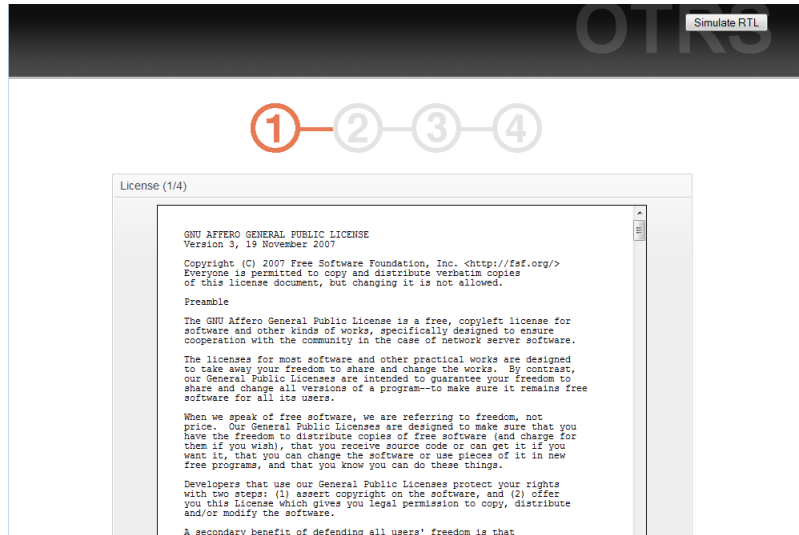 OTRS
Simulate RTL
1 2 3 4
License (1/4)
GNU AFFERO GENERAL PUBLIC LICENSE
Version 3, 19 November 2007
Copyright (C) 2007 Free Software Foundation, Inc. <http://fsf.org/>
Everyone is permitted to copy and distribute verbatim copies
of this license document, but changing it is not allowed.
Preamble
The GNU Affero General Public License is a free, copyleft license for
software and other kinds of works, specifically designed to ensure
cooperation with the community in the case of network server software.
The licenses for most software and other practical works are designed
to take away your freedom to share and change the works.  By contrast,
our General Public Licenses are intended to guarantee your freedom to
share and change all versions of a program--to make sure it remains free
software for all its users.
When we speak of free software, we are referring to freedom, not
price.  Our General Public Licenses are designed to make sure that you
have the freedom to distribute copies of free software (and charge for
them if you wish), that you receive source code or can get it if you
want it, that you can change the software or use pieces of it in new
free programs, and that you know you can do these things.
Developers that use our General Public Licenses protect your rights
with two steps: (1) assert copyright on the software, and (2) offer
you this License which gives you legal permission to copy, distribute
and/or modify the software.
A secondary benefit of defending all users' freedom is that